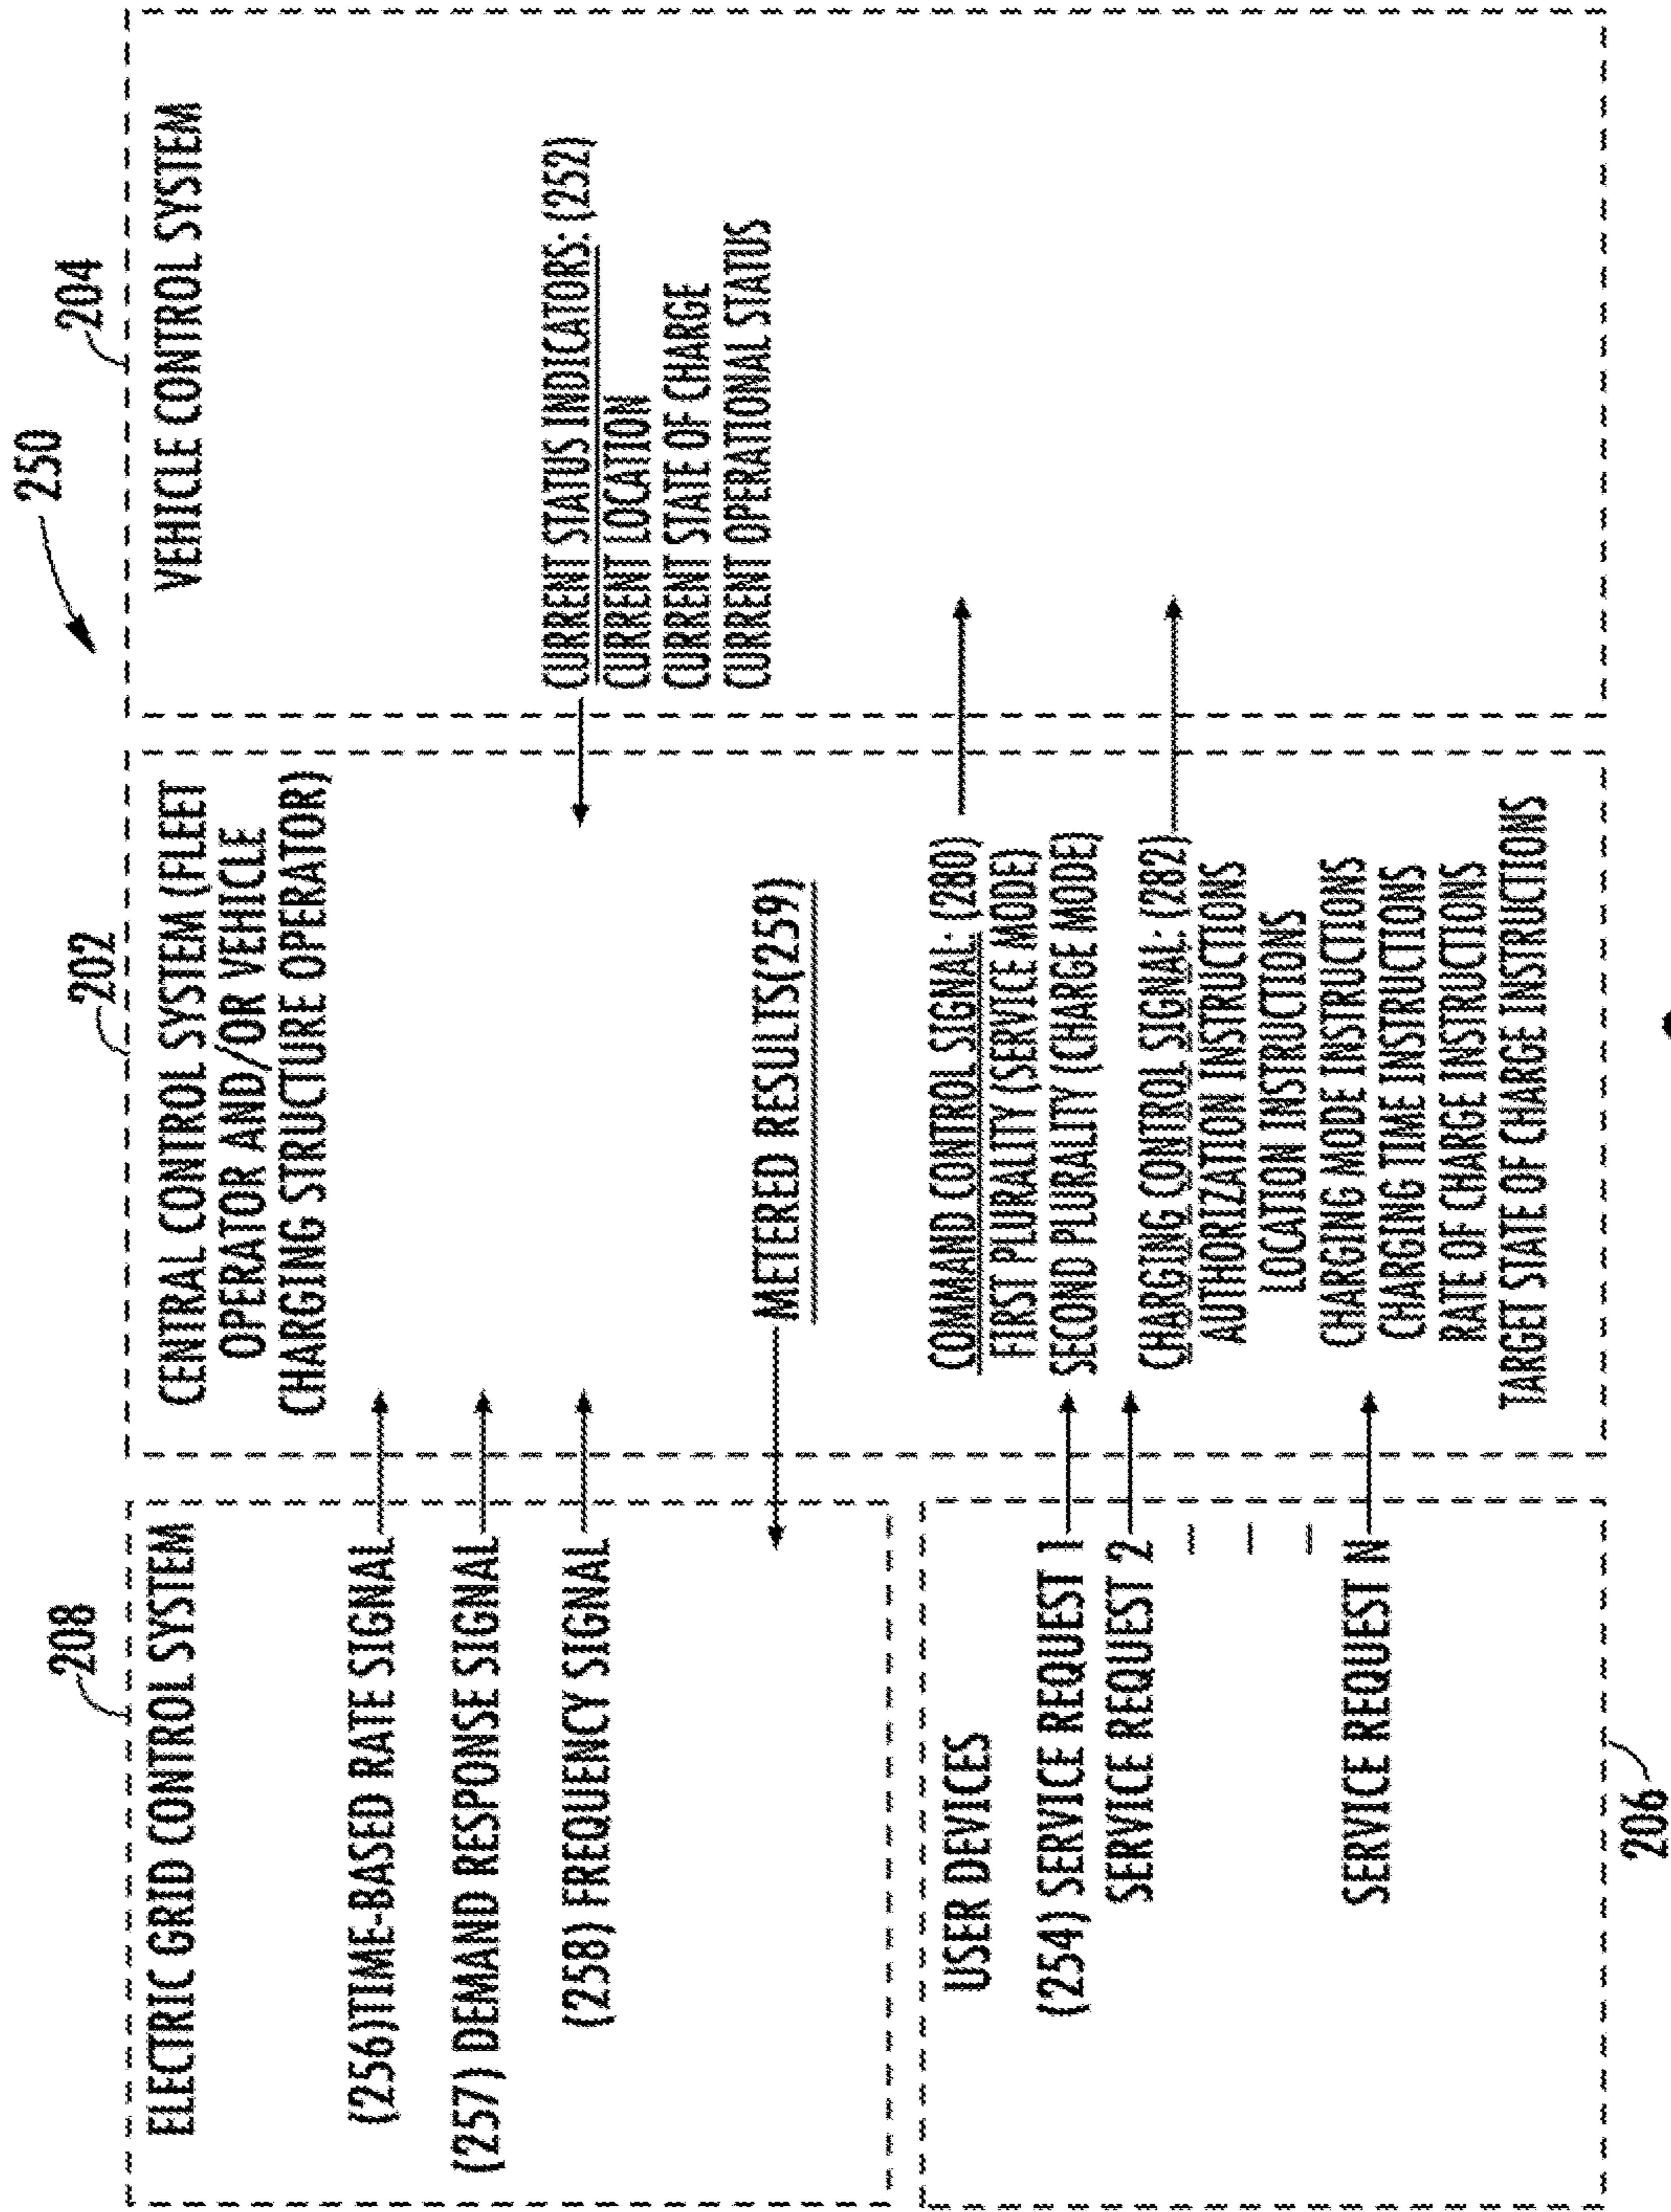 250
208
ELECTRIC GRID CONTROL SYSTEM
(256)TIME-BASED RATE SIGNAL
(257) DEMAND RESPONSE SIGNAL
(258) FREQUENCY SIGNAL
USER DEVICES
(254) SERVICE REQUEST 1
SERVICE REQUEST 2
SERVICE REQUEST N
206
202
CENTRAL CONTROL SYSTEM (FLEET
OPERATOR AND/OR VEHICLE
CHARGING STRUCTURE OPERATOR)
METERED RESULTS(259)
COMMAND CONTROL SIGNAL: (280)
FIRST PLURALITY (SERVICE MODE)
SECOND PLURALITY (CHARGE MODE)
CHARGING CONTROL SIGNAL: (282)
AUTHORIZATION INSTRUCTIONS
LOCATION INSTRUCTIONS
CHARGING MODE INSTRUCTIONS
CHARGING TIME INSTRUCTIONS
RATE OF CHARGE INSTRUCTIONS
TARGET STATE OF CHARGE INSTRUCTIONS
204
VEHICLE CONTROL SYSTEM
CURRENT STATUS INDICATORS: (252)
CURRENT LOCATION
CURRENT STATE OF CHARGE
CURRENT OPERATIONAL STATUS